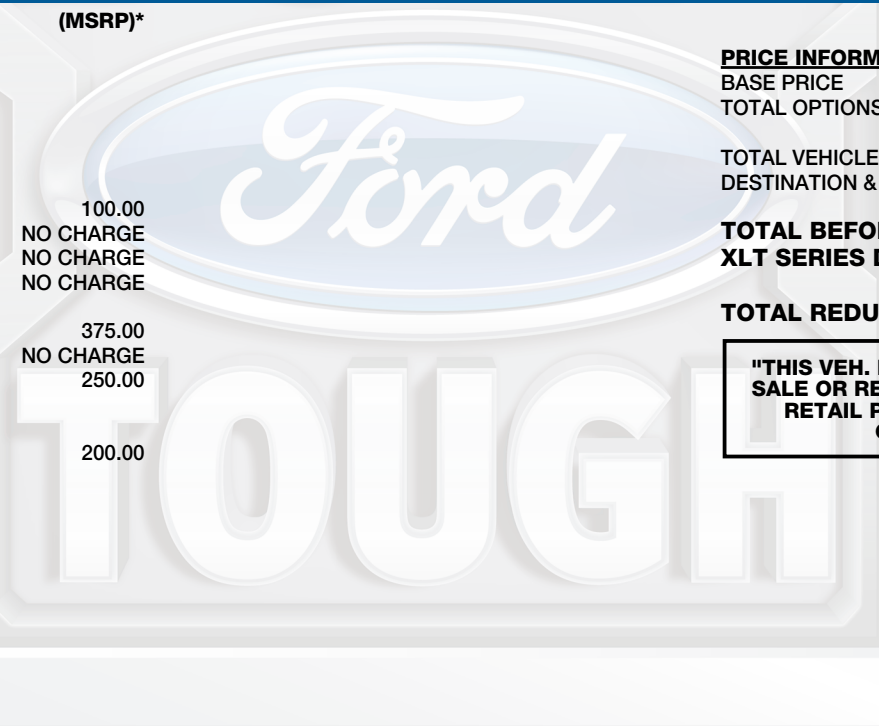 (MSRP)*
100.00
NO CHARGE
NO CHARGE
NO CHARGE
375.00
NO CHARGE
250.00
200.00
PRICE INFORM
BASE PRICE
TOTAL OPTIONS
TOTAL VEHICLE
DESTINATION &
TOTAL BEFO
XLT SERIES
TOTAL REDU
"THIS VEH.
SALE OR RE
RETAIL
Ford
TOUGH